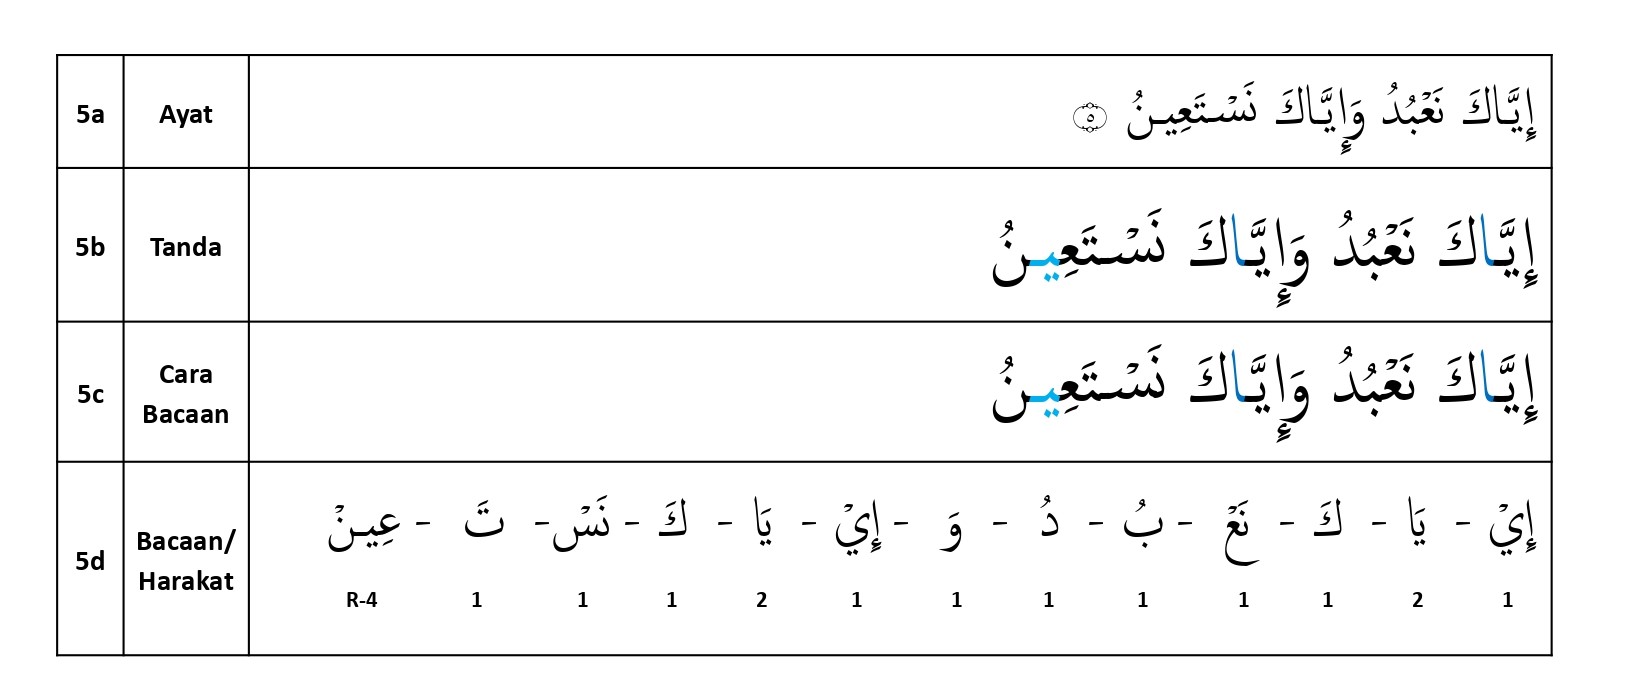 5a Ayat إِيَّاكَ نَعْبُدُ وَإِيَّاكَ نَسْتَعِينُ ۝٥
5b Tanda إِيَّاكَ نَعْبُدُ وَإِيَّاكَ نَسْتَعِينُ
5c Cara Bacaan إِيَّاكَ نَعْبُدُ وَإِيَّاكَ نَسْتَعِينُ
5d Bacaan/ Harakat إِيْ - يَا - كَ - نَعْ - بُ - دُ - وَ - إِيْ - يَا - كَ - نَسْ - تَ - عِينْ
R-4 1 1 1 2 1 1 1 1 1 1 2 1